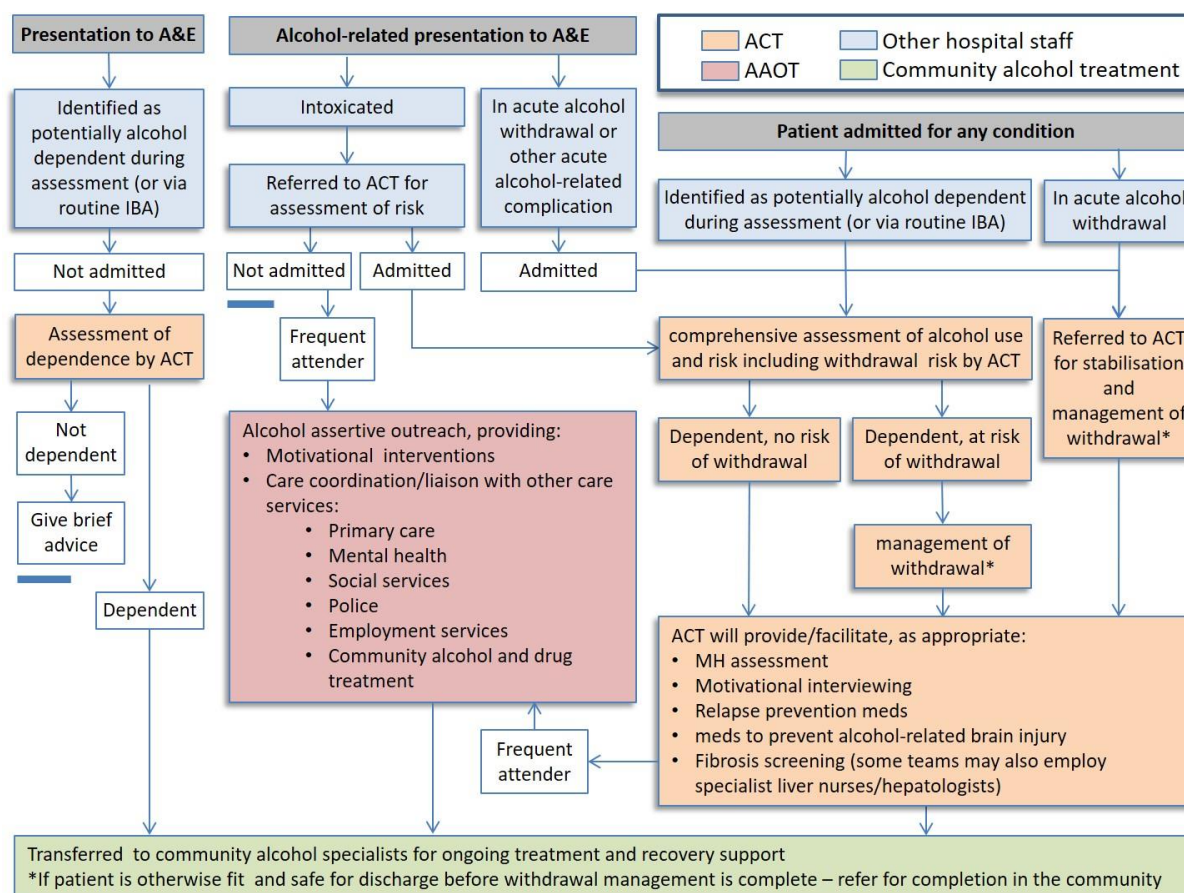 Presentation to A&E
Alcohol-related presentation to A&E
ACT
Other hospital staff
AAOT
Community alcohol treatment
Identified as
potentially alcohol
dependent during
assessment (or via
routine IBA)
Intoxicated
In acute alcohol
withdrawal or
other acute
alcohol-related
complication
Patient admitted for any condition
Referred to ACT for
assessment of risk
Identified as potentially alcohol dependent
during assessment (or via routine IBA)
In acute alcohol
withdrawal
Not admitted
Not admitted
Admitted
Admitted
Assessment of
dependence by ACT
Frequent
attender
comprehensive assessment of alcohol use
and risk including withdrawal risk by ACT
Referred to ACT
for stabilisation
and
management of
withdrawal*
Not
dependent
Give brief
advice
Dependent
Alcohol assertive outreach, providing:
• Motivational interventions
• Care coordination/liaison with other care
services:
• Primary care
• Mental health
• Social services
• Police
• Employment services
• Community alcohol and drug
treatment
Dependent, no risk
of withdrawal
Dependent, at risk
of withdrawal
management of
withdrawal*
ACT will provide/facilitate, as appropriate:
• MH assessment
• Motivational interviewing
• Relapse prevention meds
• meds to prevent alcohol-related brain injury
• Fibrosis screening (some teams may also employ
specialist liver nurses/hepatologists)
Frequent
attender
Transferred to community alcohol specialists for ongoing treatment and recovery support
*If patient is otherwise fit and safe for discharge before withdrawal management is complete – refer for completion in the community